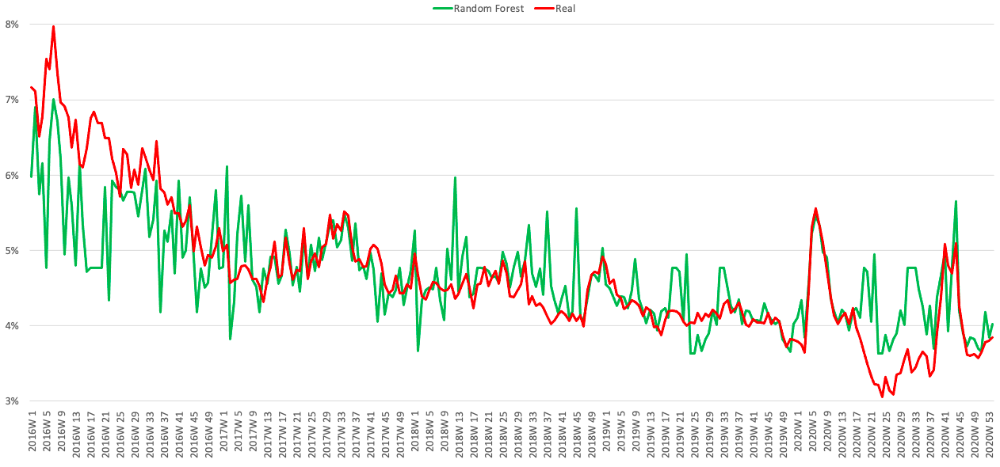 Random Forest Real
8%
7%
6%
5%
4%
3%
2016W 1
2016W 5
2016W 9
2016W 13
2016W 17
2016W 21
2016W 25
2016W 29
2016W 33
2016W 37
2016W 41
2016W 45
2016W 49
2017W 1
2017W 5
2017W 9
2017W 13
2017W 17
2017W 21
2017W 25
2017W 29
2017W 33
2017W 37
2017W 41
2017W 45
2017W 49
2018W 1
2018W 5
2018W 9
2018W 13
2018W 17
2018W 21
2018W 25
2018W 29
2018W 33
2018W 37
2018W 41
2018W 45
2018W 49
2019W 1
2019W 5
2019W 9
2019W 13
2019W 17
2019W 21
2019W 25
2019W 29
2019W 33
2019W 37
2019W 41
2019W 45
2019W 49
2020W 1
2020W 5
2020W 9
2020W 13
2020W 17
2020W 21
2020W 25
2020W 29
2020W 33
2020W 37
2020W 41
2020W 45
2020W 49
2020W 53